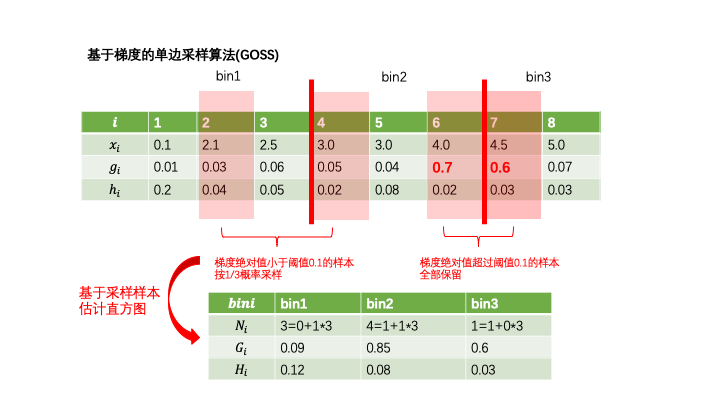 基于梯度的单边采样算法(GOSS)
bin1 bin2 bin3
i 1 2 3 4 5 6 7 8
xi 0.1 2.1 2.5 3.0 3.0 4.0 4.5 5.0
gi 0.01 0.03 0.06 0.05 0.04 0.7 0.6 0.07
hi 0.2 0.04 0.05 0.02 0.08 0.02 0.03 0.03
梯度绝对值小于阈值0.1的样本
按1/3概率采样
梯度绝对值超过阈值0.1的样本
全部保留
基于采样样本
估计直方图
bini bin1 bin2 bin3
Ni 3=0+1*3 4=1+1*3 1=1+0*3
Gi 0.09 0.85 0.6
Hi 0.12 0.08 0.03